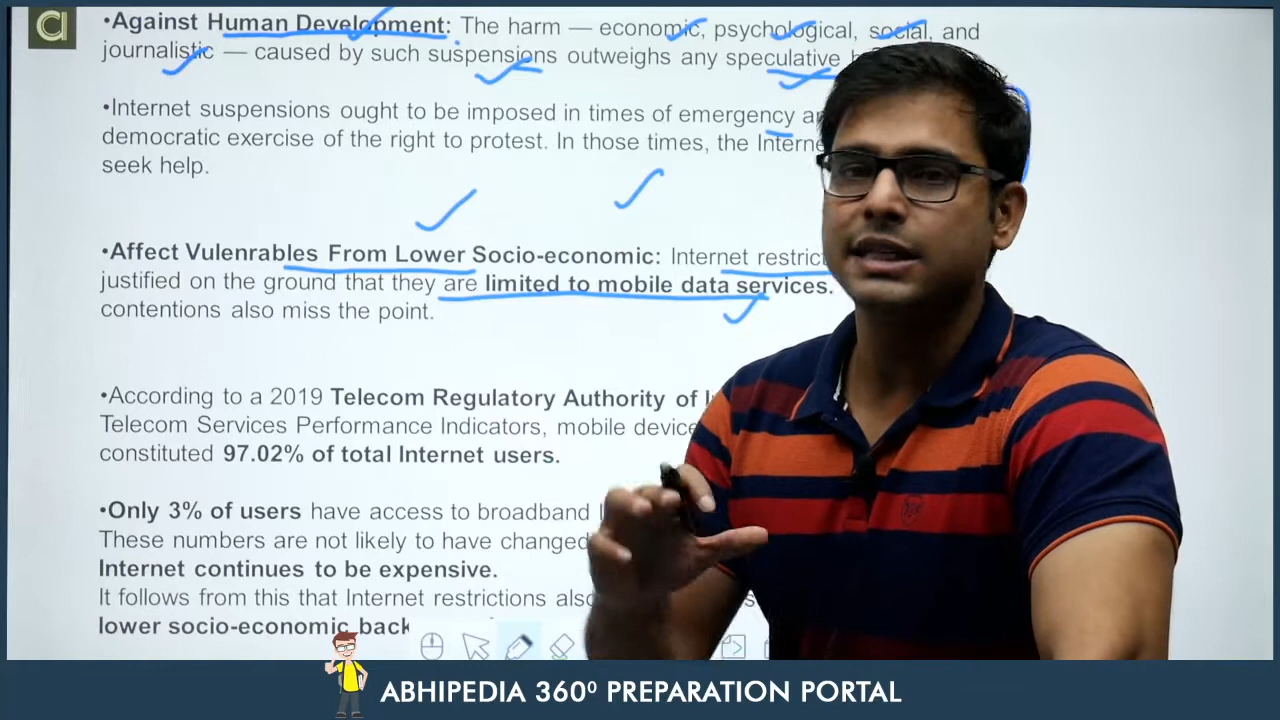 •Against Human Development: The harm — economic, psychological, social, and
journalistic — caused by such suspensions outweighs any speculative
•Internet suspensions ought to be imposed in times of emergency
democratic exercise of the right to protest. In those times, the
seek help.
•Affect Vulenrables From Lower Socio-economic: Internet
justified on the ground that they are limited to mobile data services.
contentions also miss the point.
•According to a 2019 Telecom Regulatory Authority of
Telecom Services Performance Indicators, mobile
constituted 97.02% of total Internet users.
•Only 3% of users have access to broadband
These numbers are not likely to have changed
Internet continues to be expensive.
It follows from this that Internet restrictions
lower socio-economic
ABHIPEDIA 360⁰ PREPARATION PORTAL